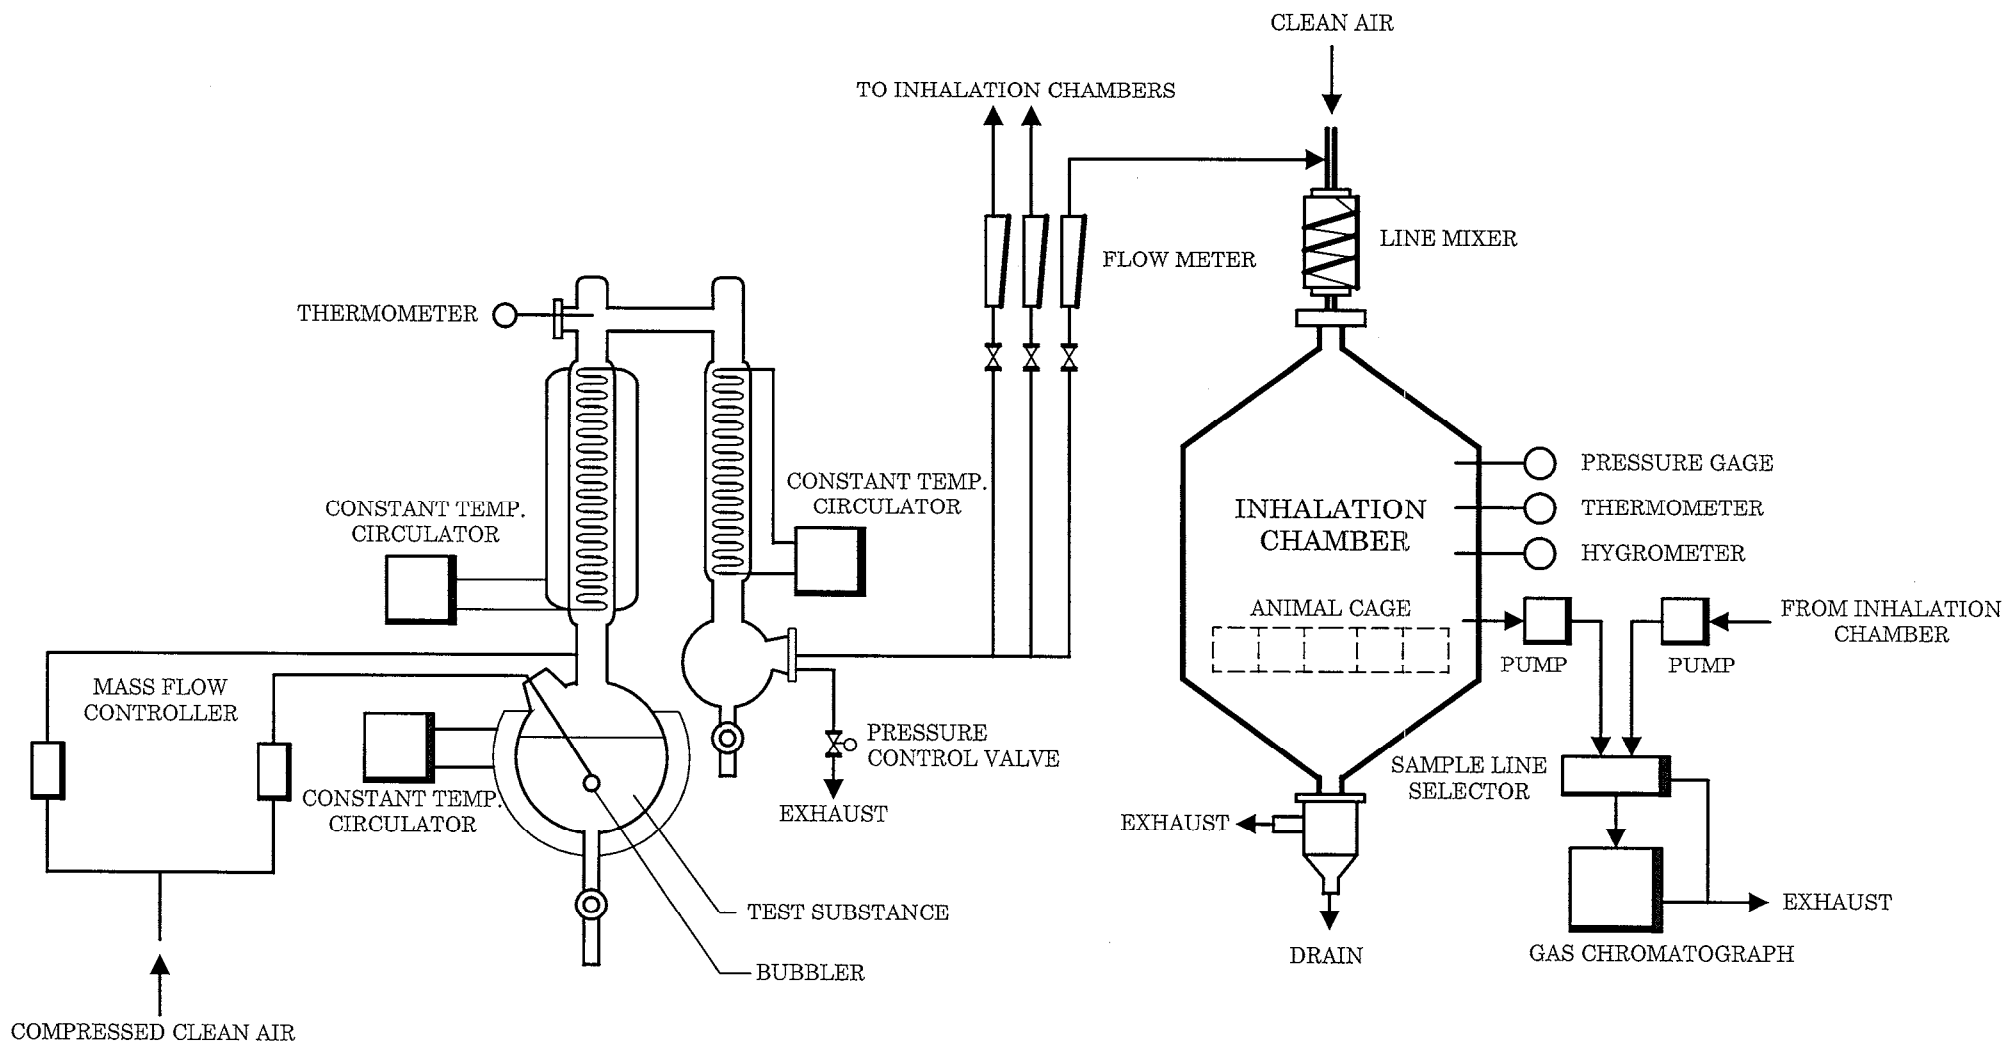 CLEAN AIR
TO INHALATION CHAMBERS
LINE MIXER
FLOW METER
THERMOMETER
CONSTANT TEMP.
CIRCULATOR
CONSTANT TEMP.
CIRCULATOR
PRESSURE GAGE
THERMOMETER
HYGROMETER
INHALATION
CHAMBER
ANIMAL CAGE
FROM INHALATION
CHAMBER
PUMP
PUMP
MASS FLOW
CONTROLLER
PRESSURE
CONTROL VALVE
CONSTANT TEMP.
CIRCULATOR
EXHAUST
SAMPLE LINE
SELECTOR
EXHAUST
TEST SUBSTANCE
BUBBLER
DRAIN
EXHAUST
GAS CHROMATOGRAPH
COMPRESSED CLEAN AIR